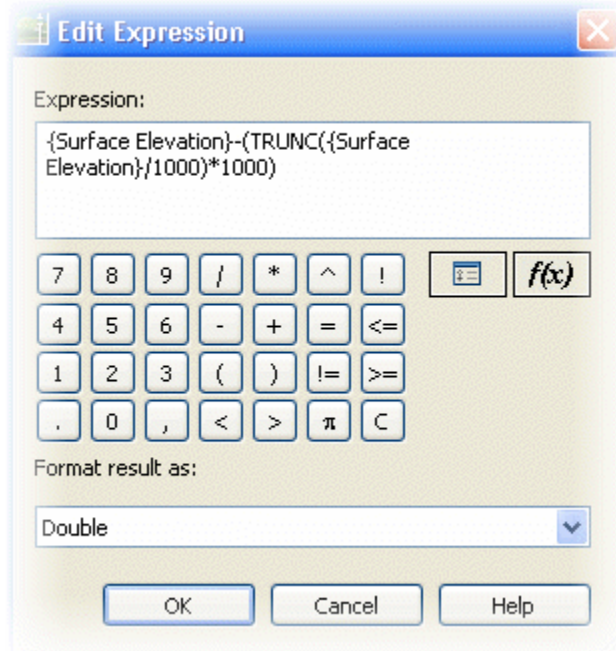 Edit Expression
Expression:
{Surface Elevation}-(TRUNC({Surface
Elevation}/1000)*1000)
7 8 9 / * ^ ! f(x)
4 5 6 - + = <=
1 2 3 ( ) != >=
. 0 , < > π C
Format result as:
Double
OK Cancel Help